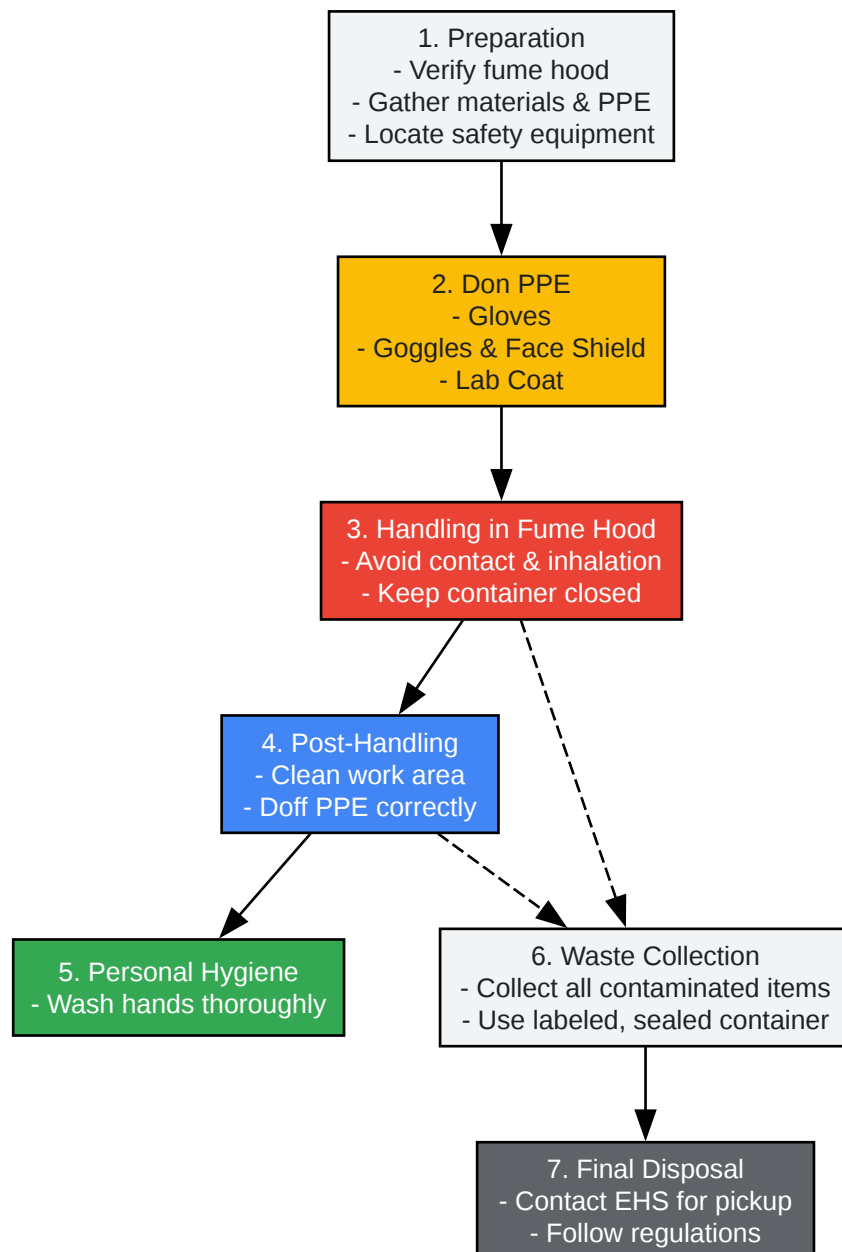 1. Preparation
- Verify fume hood
- Gather materials & PPE
- Locate safety equipment
2. Don PPE
- Gloves
- Goggles & Face Shield
- Lab Coat
3. Handling in Fume Hood
- Avoid contact & inhalation
- Keep container closed
4. Post-Handling
- Clean work area
- Doff PPE correctly
5. Personal Hygiene
- Wash hands thoroughly
6. Waste Collection
- Collect all contaminated items
- Use labeled, sealed container
7. Final Disposal
- Contact EHS for pickup
- Follow regulations